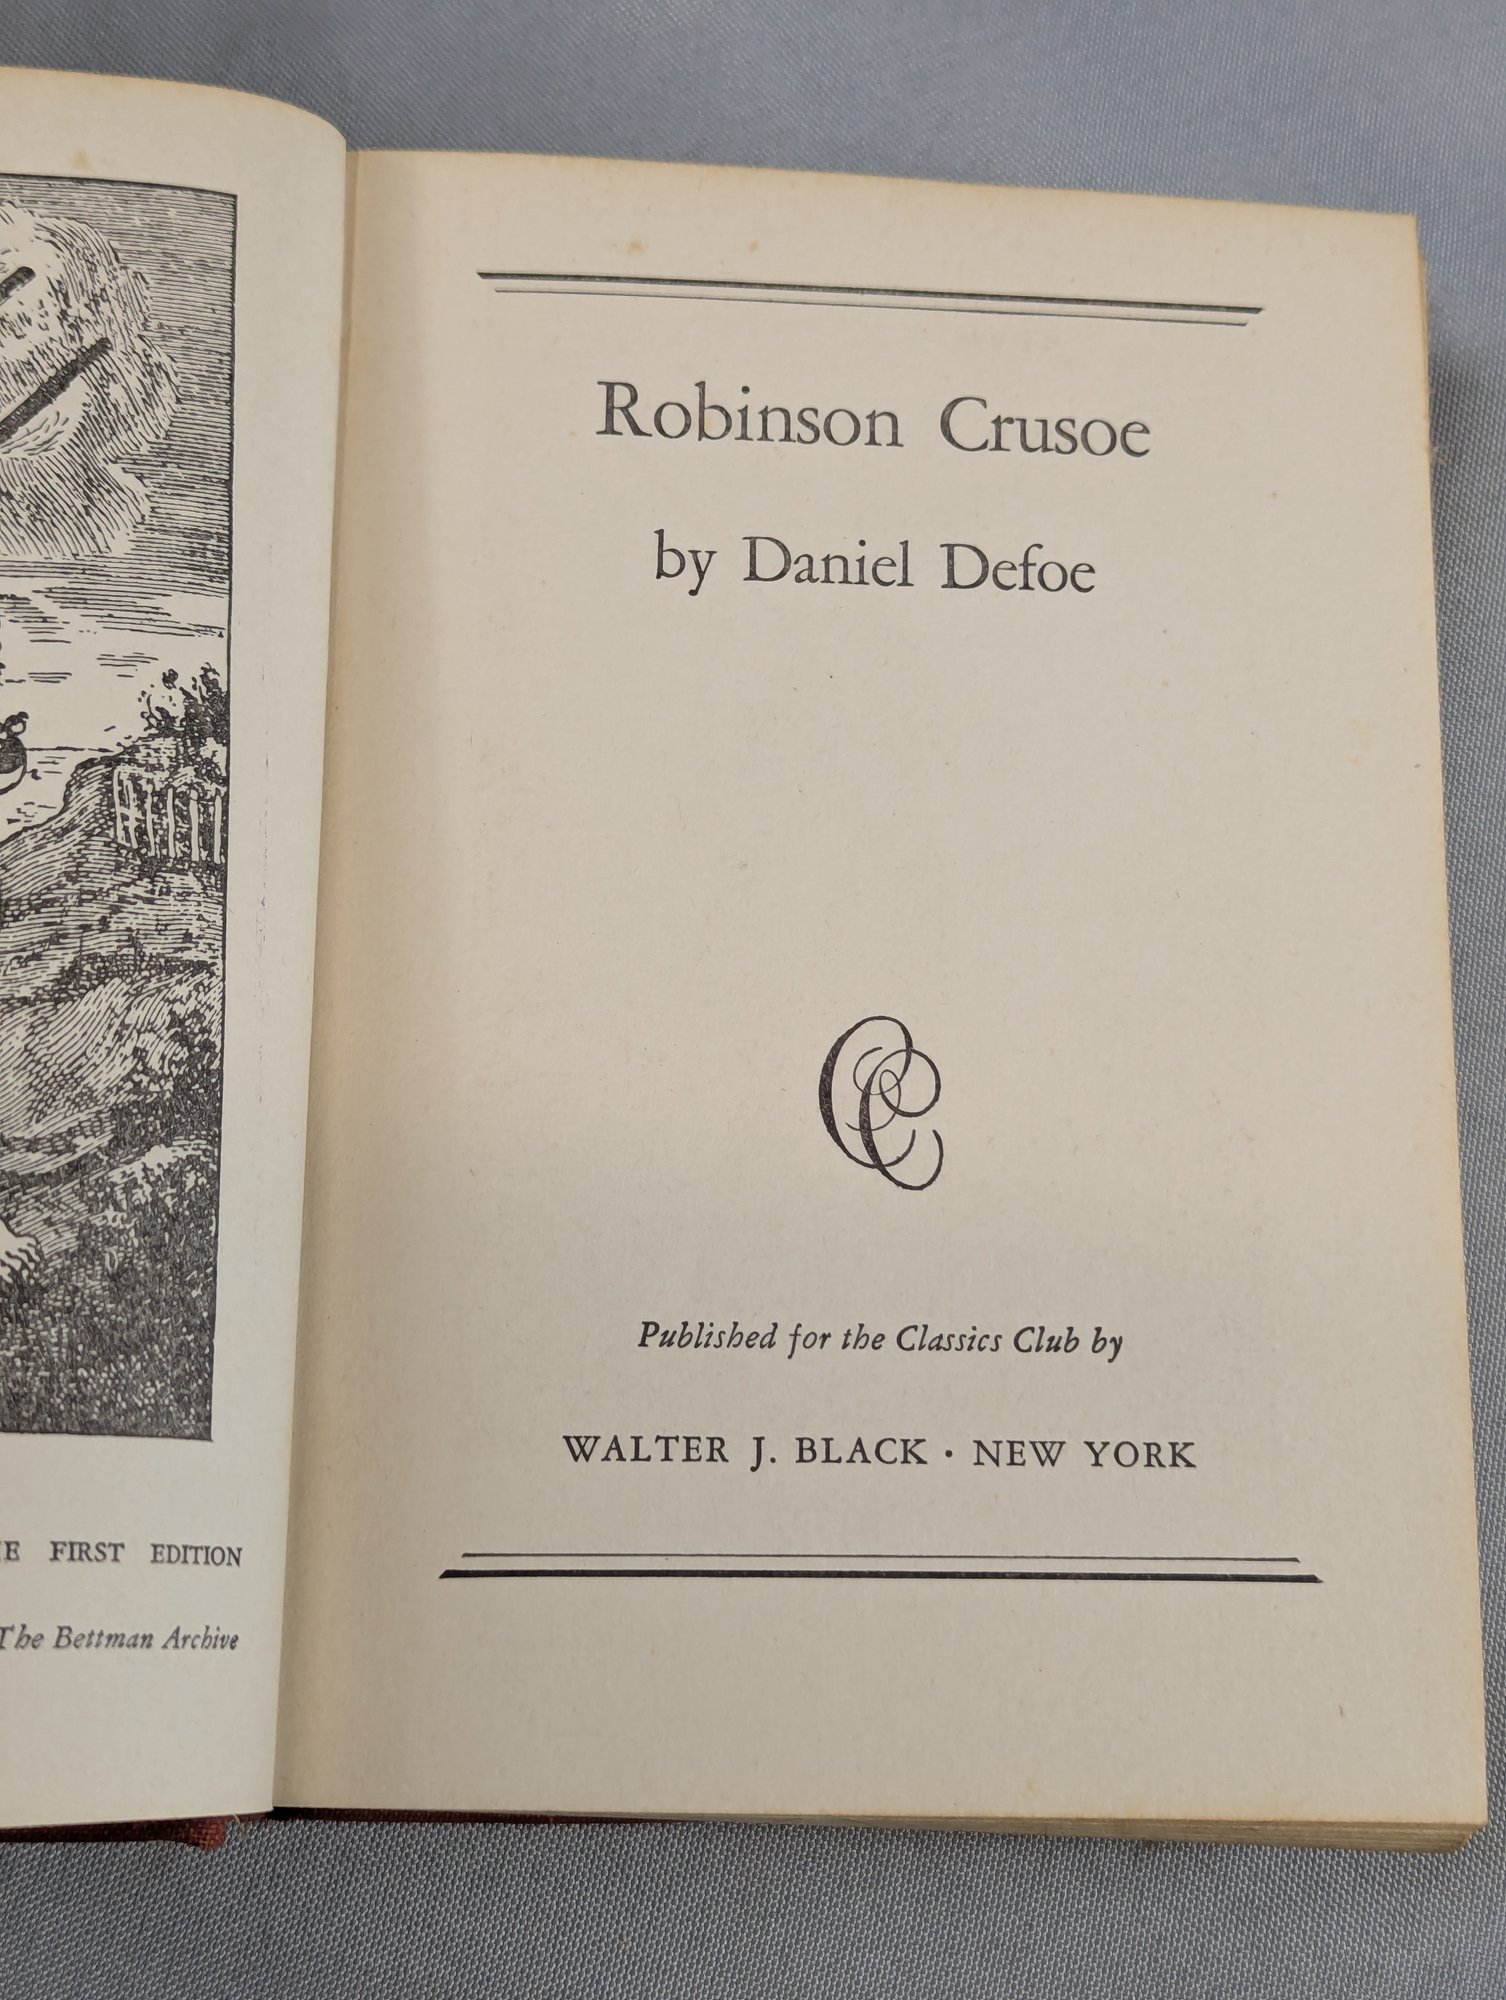 FIRST EDITION
The Bettman Archive
Robinson Crusoe
by Daniel Defoe
CC
Published for the Classics Club by
WALTER J. BLACK · NEW YORK